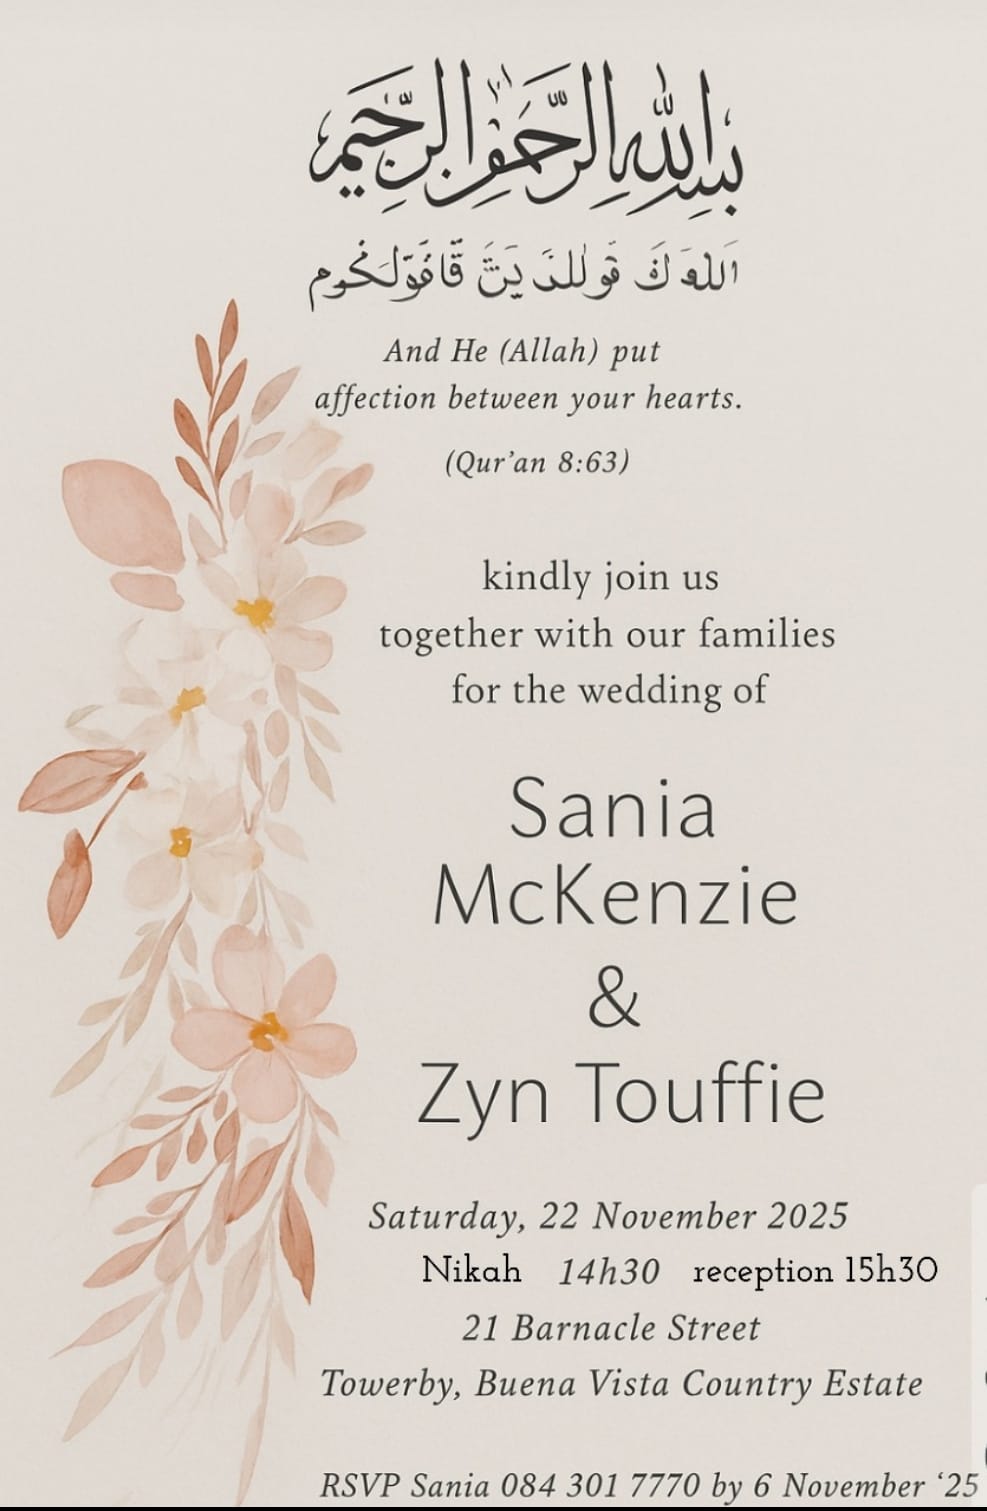 بسم الله الرحمن الرحيم
And He (Allah) put
affection between your hearts.
(Qur’an 8:63)
kindly join us
together with our families
for the wedding of
Sania
McKenzie
&
Zyn Touffie
Saturday, 22 November 2025
Nikah 14h30 reception 15h30
21 Barnacle Street
Towerby, Buena Vista Country Estate
RSVP Sania 084 301 7770 by 6 November ‘25